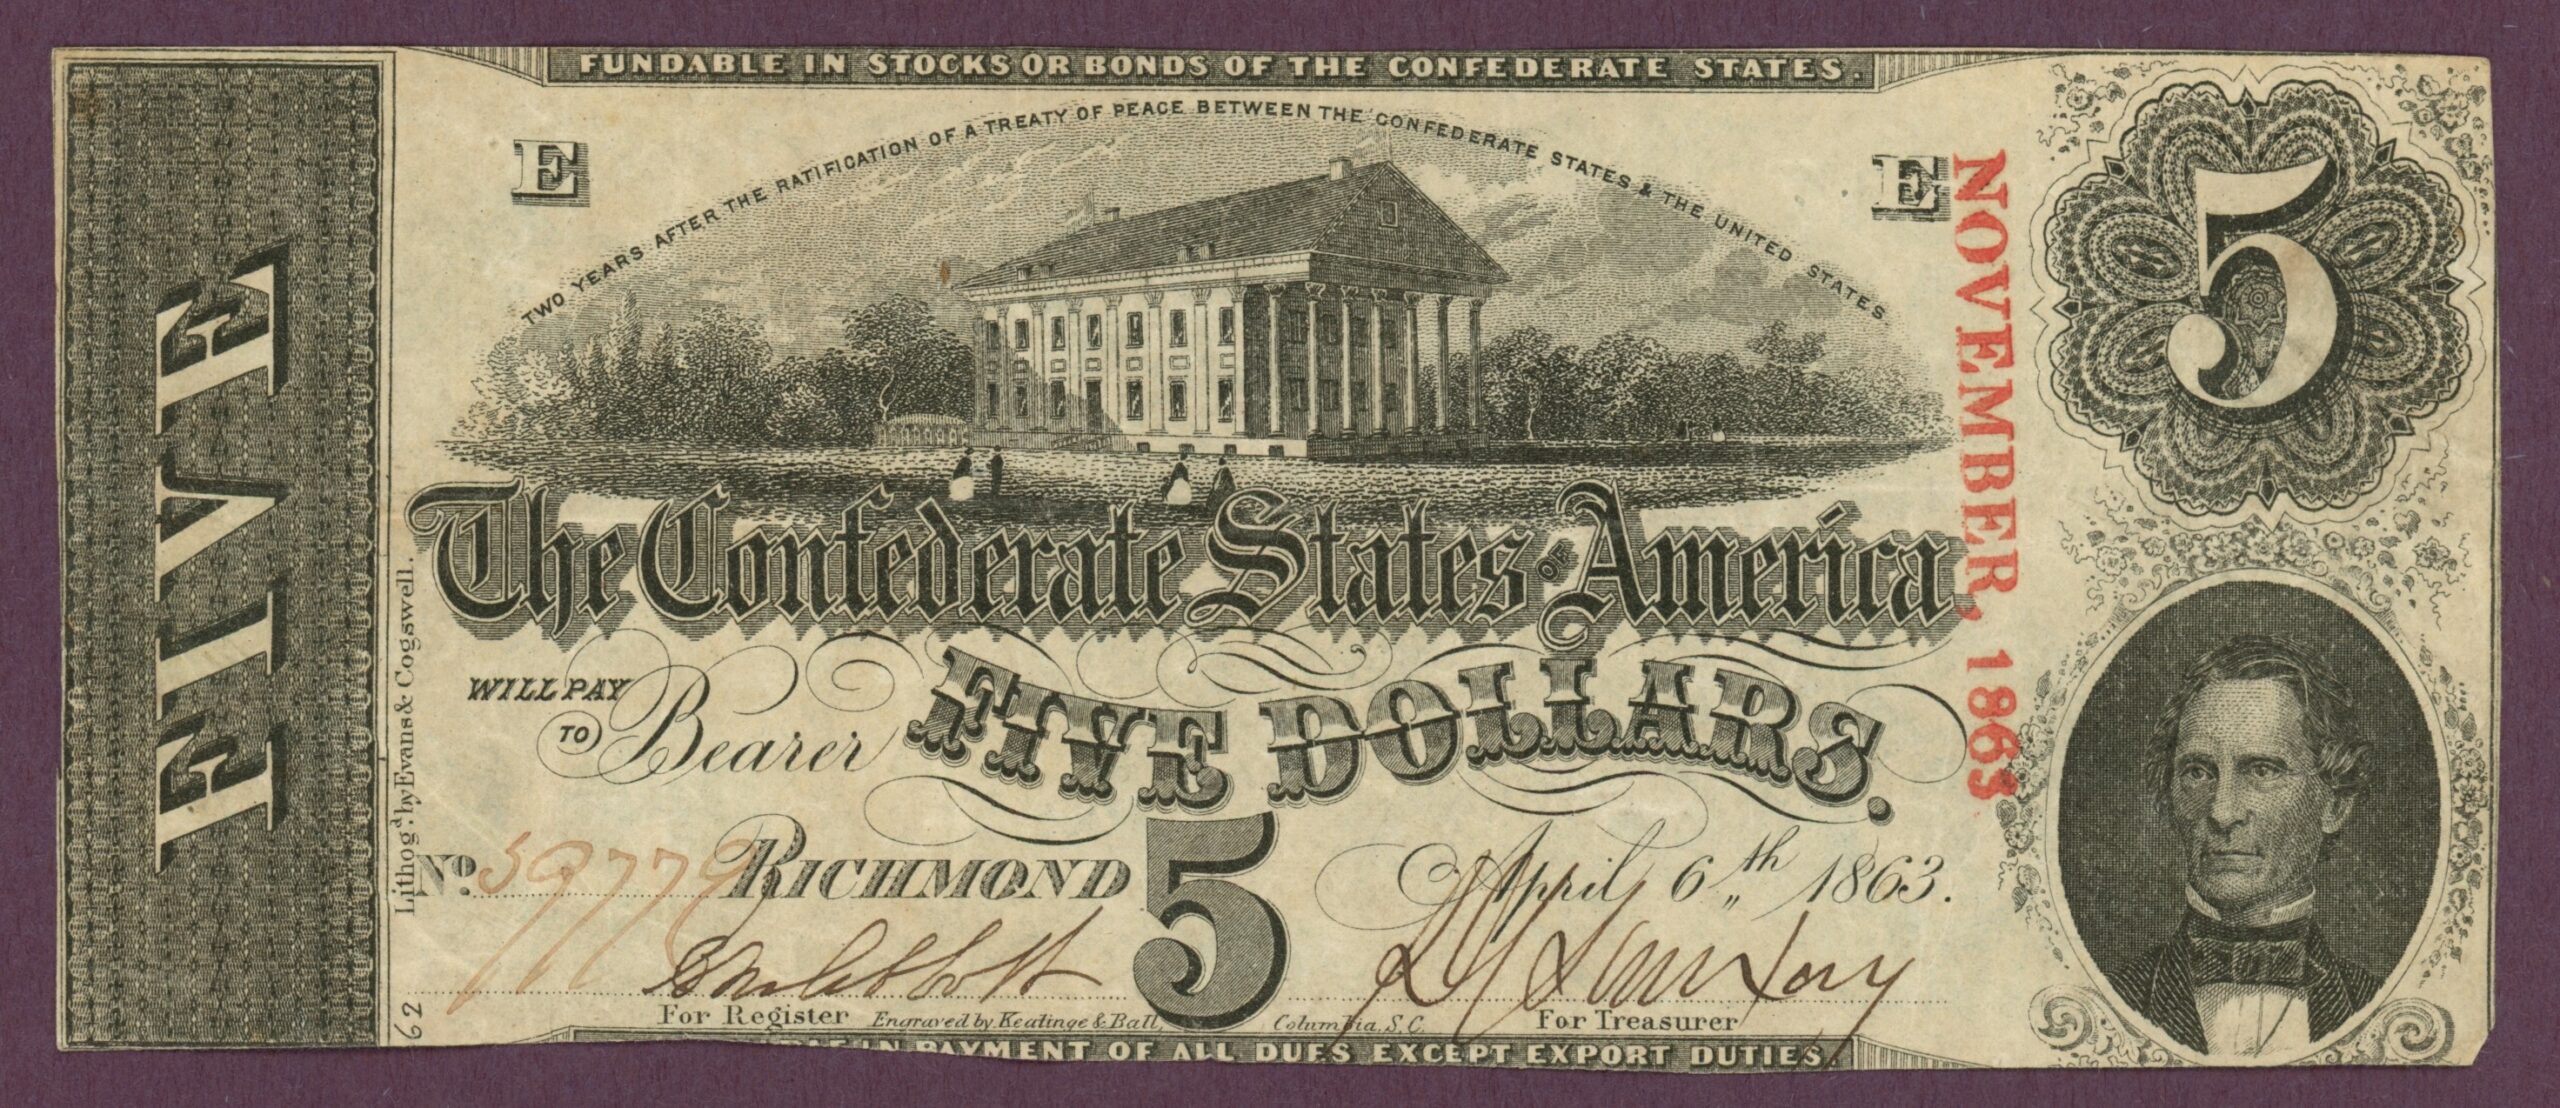 FUNDABLE IN STOCKS OR BONDS OF THE CONFEDERATE STATES.
TWO YEARS AFTER THE RATIFICATION OF A TREATY OF PEACE BETWEEN THE CONFEDERATE STATES & THE UNITED STATES.
E
E
5
FIVE
NOVEMBER, 1863
The Confederate States OF America
WILL PAY TO Bearer FIVE DOLLARS.
Lithog.d by Evans & Cogswell.
No. RICHMOND 5 April 6th 1863.
For Register Engraved by Keatinge & Ball, Columbia, S.C. For Treasurer
62
IN PAYMENT OF ALL DUES EXCEPT EXPORT DUTIES.